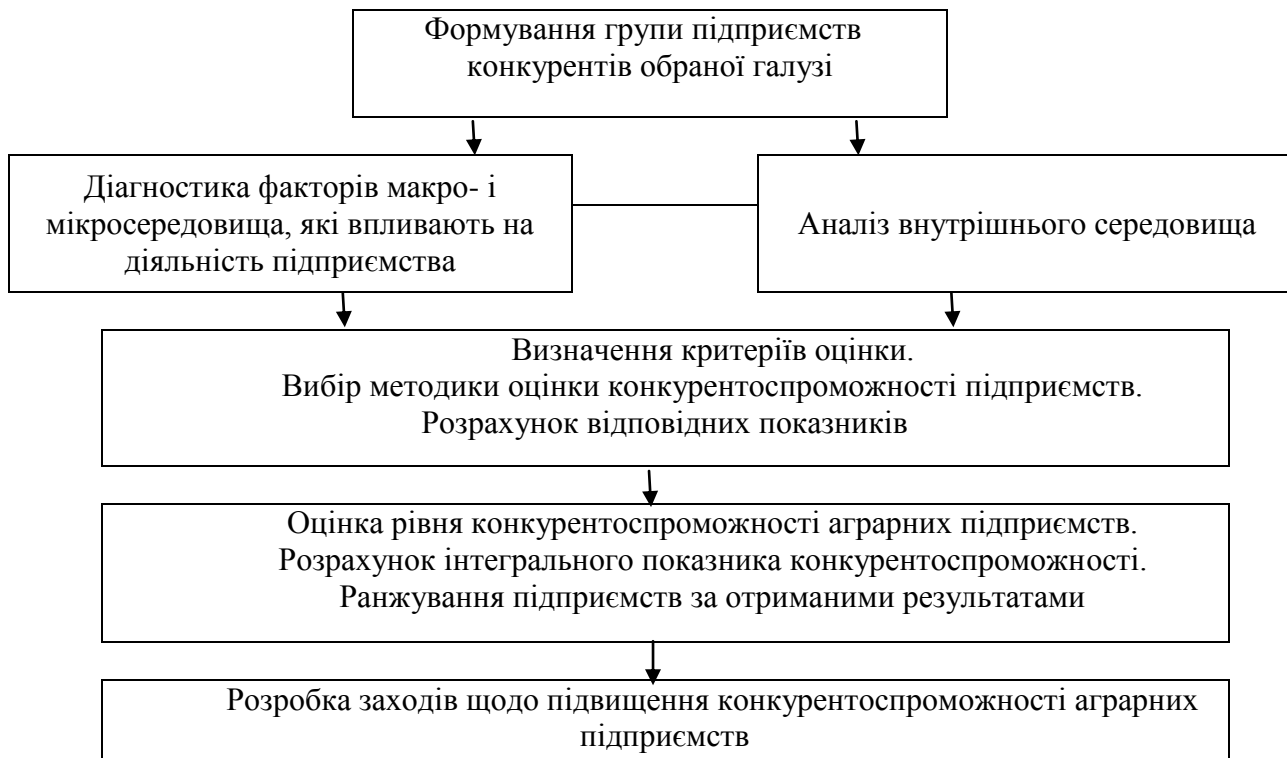 Формування групи підприємств
конкурентів обраної галузі
Діагностика факторів макро- і
мікросередовища, які впливають на
діяльність підприємства
Аналіз внутрішнього середовища
Визначення критеріїв оцінки.
Вибір методики оцінки конкурентоспроможності підприємств.
Розрахунок відповідних показників
Оцінка рівня конкурентоспроможності аграрних підприємств.
Розрахунок інтегрального показника конкурентоспроможності.
Ранжування підприємств за отриманими результатами
Розробка заходів щодо підвищення конкурентоспроможності аграрних
підприємств